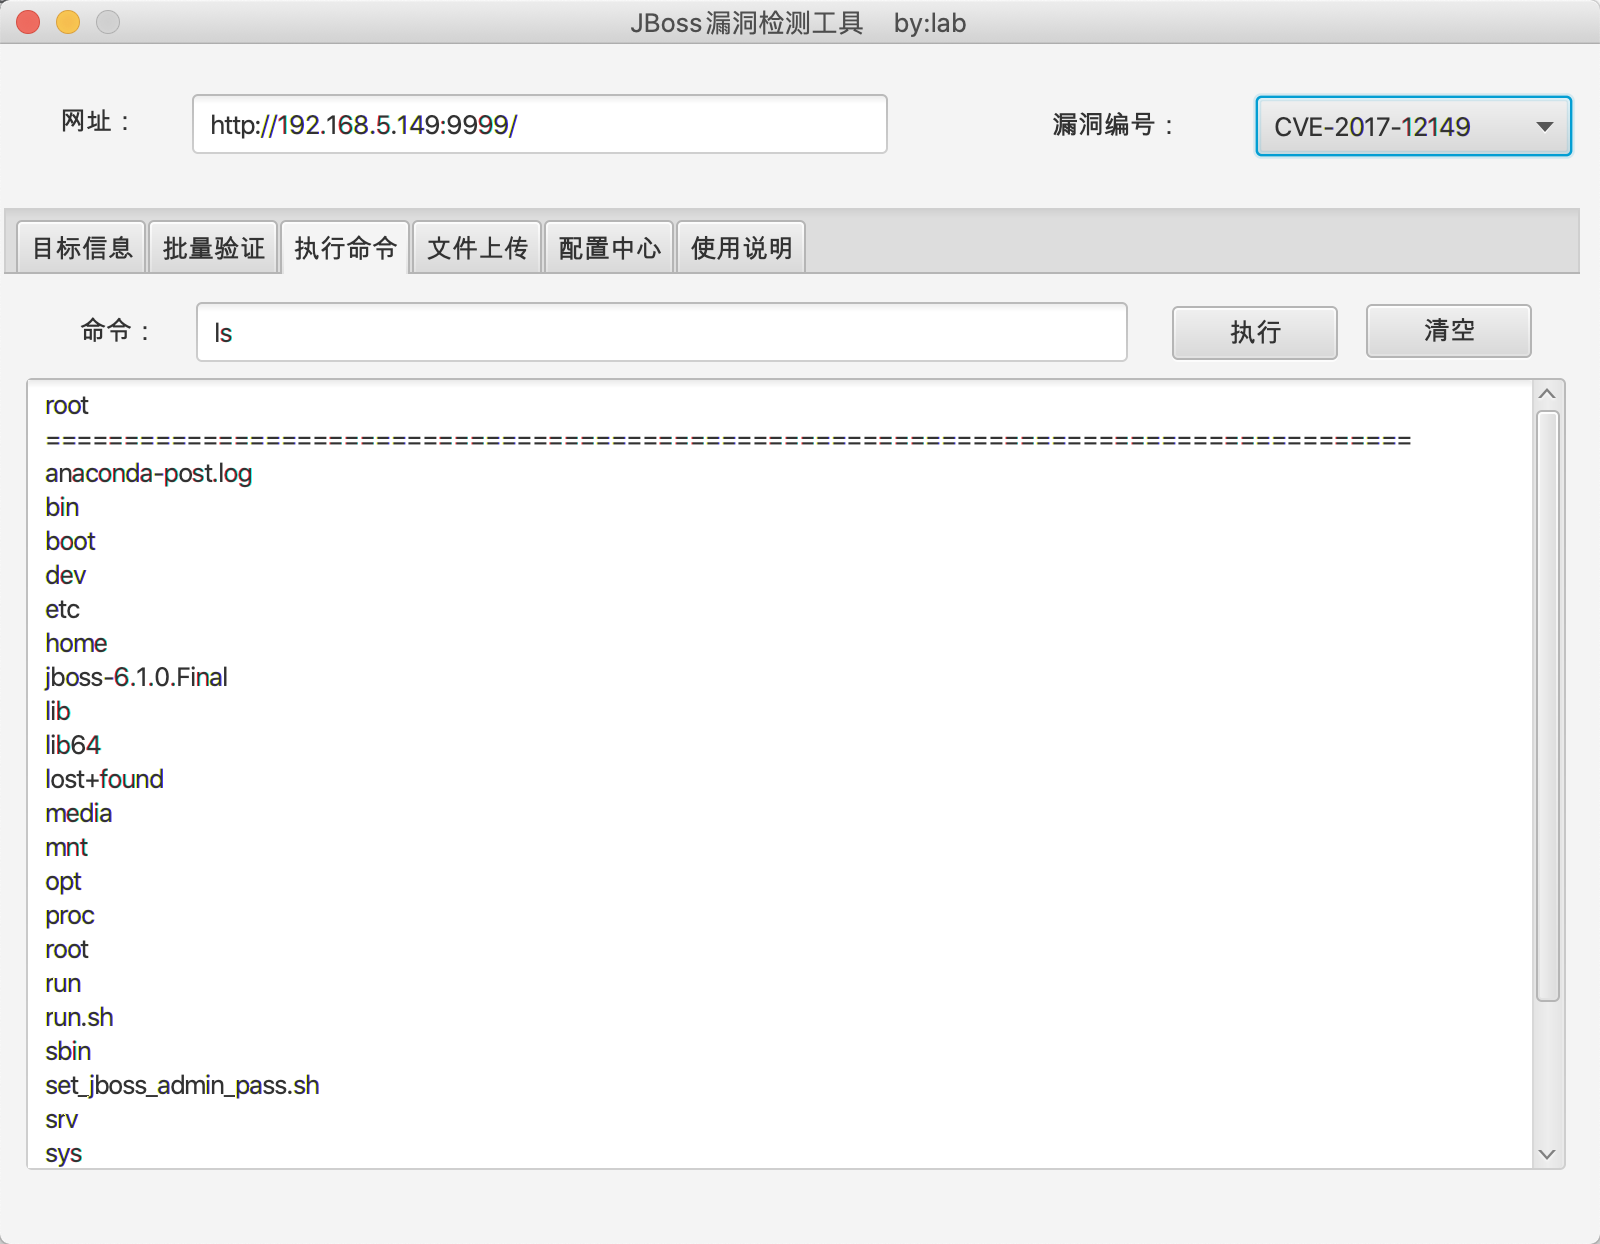 JBoss漏洞检测工具 by:lab
网址： http://192.168.5.149:9999/ 漏洞编号： CVE-2017-12149
目标信息 批量验证 执行命令 文件上传 配置中心 使用说明
命令： ls 执行 清空
root
========================================================================================
anaconda-post.log
bin
boot
dev
etc
home
jboss-6.1.0.Final
lib
lib64
lost+found
media
mnt
opt
proc
root
run
run.sh
sbin
set_jboss_admin_pass.sh
srv
sys